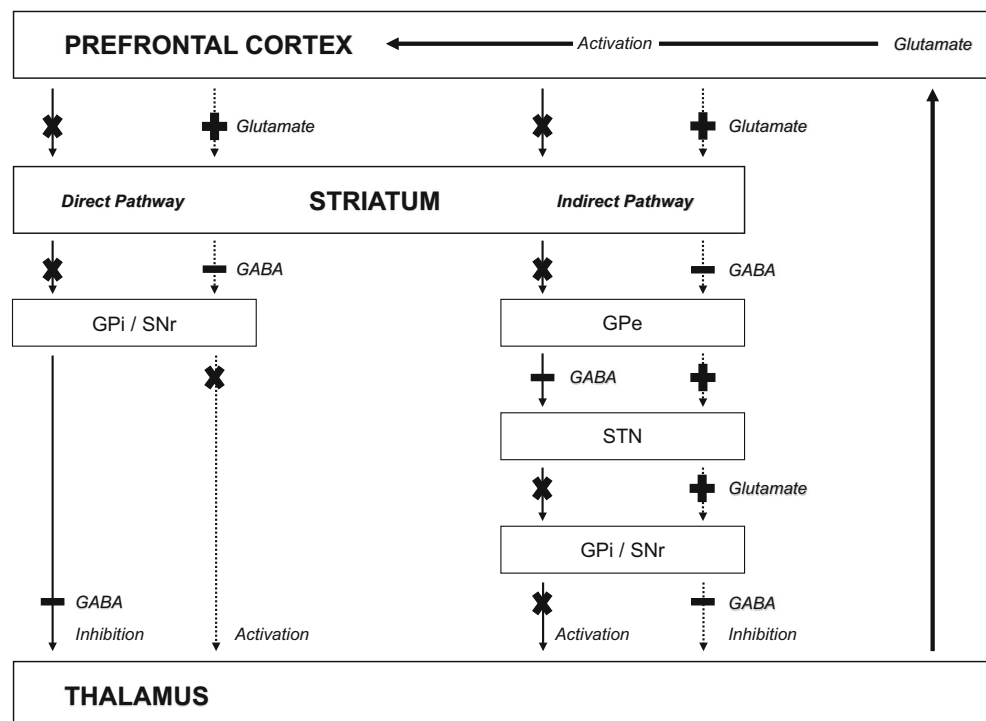 PREFRONTAL CORTEX Activation Glutamate
Glutamate Glutamate
Direct Pathway STRIATUM Indirect Pathway
GABA GABA
GPi / SNr GPe
GABA
STN
Glutamate
GPi / SNr
GABA GABA
Inhibition Activation Activation Inhibition
THALAMUS